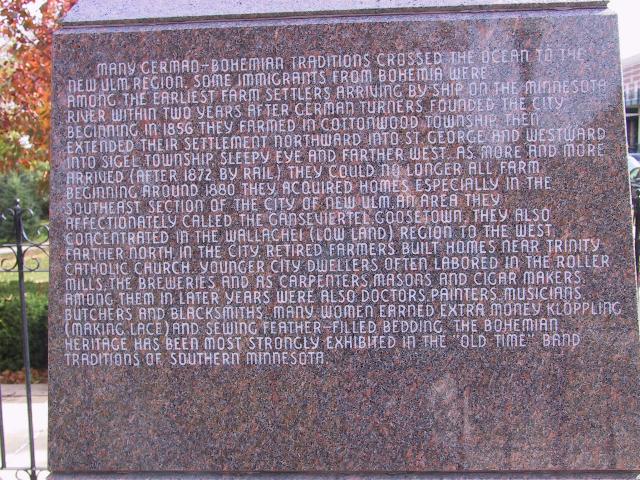 MANY GERMAN-BOHEMIAN TRADITIONS CROSSED THE OCEAN TO THE
NEW ULM REGION. SOME IMMIGRANTS FROM BOHEMIA WERE
AMONG THE EARLIEST FARM SETTLERS ARRIVING BY SHIP ON THE MINNESOTA
RIVER WITHIN TWO YEARS AFTER GERMAN TURNERS FOUNDED THE CITY.
BEGINNING IN 1856 THEY FARMED IN COTTONWOOD TOWNSHIP THEN
EXTENDED THEIR SETTLEMENT NORTHWARD INTO ST. GEORGE AND WESTWARD
INTO SIGEL TOWNSHIP, SLEEPY EYE AND FARTHER WEST. AS MORE AND MORE
ARRIVED (AFTER 1872 BY RAIL) THEY COULD NO LONGER ALL FARM.
BEGINNING AROUND 1880 THEY ACQUIRED HOMES, ESPECIALLY IN THE
SOUTHEAST SECTION OF THE CITY OF NEW ULM, AN AREA THEY
AFFECTIONATELY CALLED THE GANSEVIERTEL, GOOSETOWN. THEY ALSO
CONCENTRATED IN THE WALLACHEI (LOW LAND) REGION TO THE WEST.
FARTHER NORTH IN THE CITY, RETIRED FARMERS BUILT HOMES NEAR TRINITY
CATHOLIC CHURCH. YOUNGER CITY DWELLERS OFTEN LABORED IN THE ROLLER
MILLS, THE BREWERIES AND AS CARPENTERS, MASONS AND CIGAR MAKERS.
AMONG THEM IN LATER YEARS WERE ALSO DOCTORS, PAINTERS, MUSICIANS,
BUTCHERS AND BLACKSMITHS. MANY WOMEN EARNED EXTRA MONEY KLÖPPLING
(MAKING LACE) AND SEWING FEATHER-FILLED BEDDING. THE BOHEMIAN
HERITAGE HAS BEEN MOST STRONGLY EXHIBITED IN THE "OLD TIME" BAND
TRADITIONS OF SOUTHERN MINNESOTA.